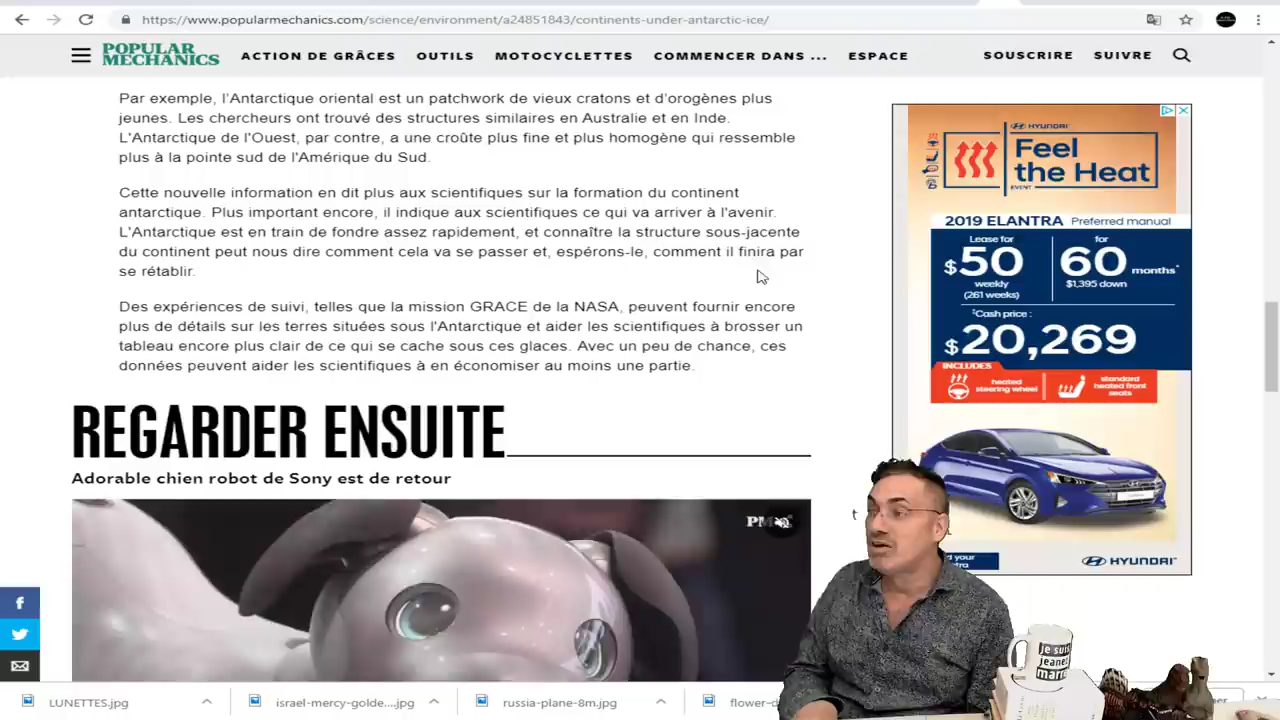 https://www.popularmechanics.com/science/environment/a24851843/continents-under-antarctic-ice/
POPULAR MECHANICS
ACTION DE GRÂCES OUTILS MOTOCYCLETTES COMMENCER DANS ... ESPACE SOUSCRIRE SUIVRE
Par exemple, l'Antarctique oriental est un patchwork de vieux cratons et d'orogènes plus
jeunes. Les chercheurs ont trouvé des structures similaires en Australie et en Inde.
L'Antarctique de l'Ouest, par contre, a une croûte plus fine et plus homogène qui ressemble
plus à la pointe sud de l'Amérique du Sud.
Cette nouvelle information en dit plus aux scientifiques sur la formation du continent
antarctique. Plus important encore, il indique aux scientifiques ce qui va arriver à l'avenir.
L'Antarctique est en train de fondre assez rapidement, et connaître la structure sous-jacente
du continent peut nous dire comment cela va se passer et, espérons-le, comment il finira par
se rétablir.
Des expériences de suivi, telles que la mission GRACE de la NASA, peuvent fournir encore
plus de détails sur les terres situées sous l'Antarctique et aider les scientifiques à brosser un
tableau encore plus clair de ce qui se cache sous ces glaces. Avec un peu de chance, ces
données peuvent aider les scientifiques à en économiser au moins une partie.
REGARDER ENSUITE
Adorable chien robot de Sony est de retour
HYUNDAI
Feel
the Heat
EVENT
2019 ELANTRA Preferred manual
Lease for
$50
weekly
(261 weeks)
for
60
months*
$1,395 down
‡Cash price :
$20,269
INCLUDES
heated
steering wheel
standard
heated front
seats
HYUNDAI
je suis
jeanes
marro
LUNETTES.jpg
israel-mercy-golde....jpg
russia-plane-8m.jpg